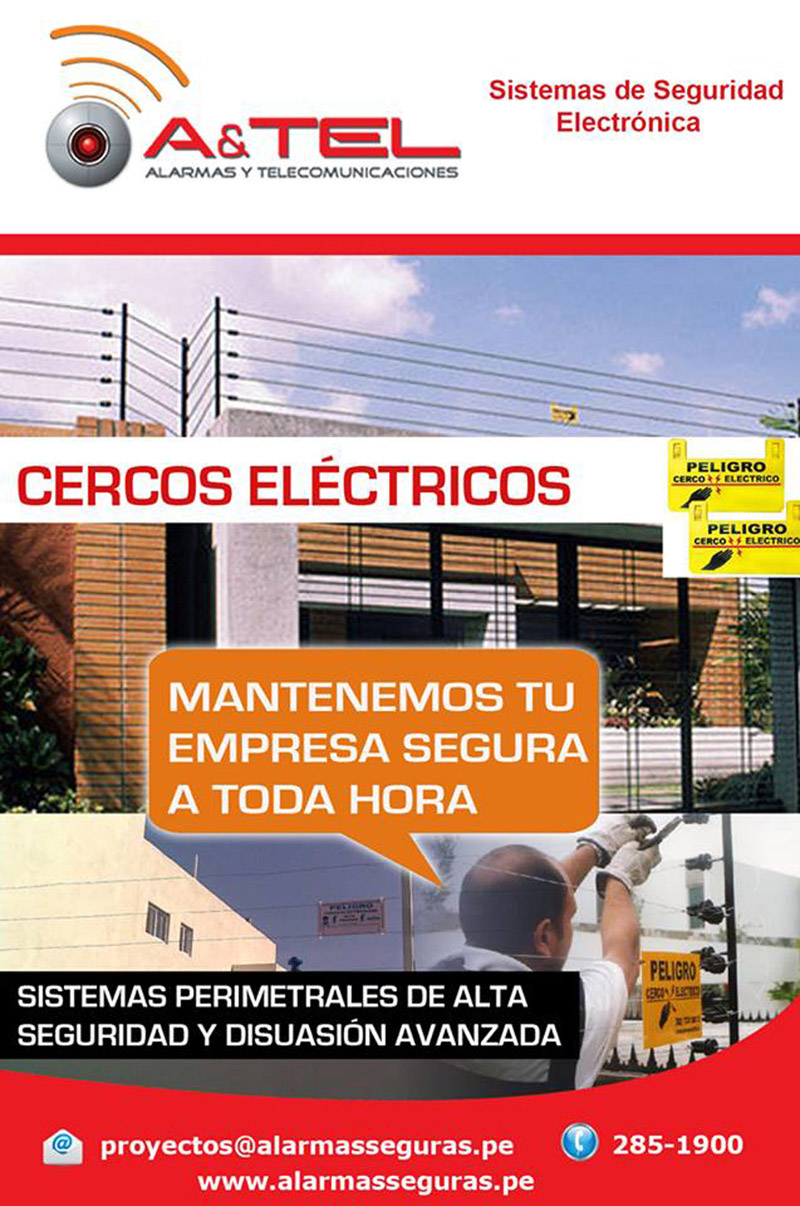 A&TEL
ALARMAS Y TELECOMUNICACIONES
Sistemas de Seguridad
Electrónica
CERCOS ELÉCTRICOS
PELIGRO
CERCO ELECTRICO
PELIGRO
CERCO ELECTRICO
MANTENEMOS TU
EMPRESA SEGURA
A TODA HORA
PELIGRO
PELIGRO
CERCO ELECTRICO
SISTEMAS PERIMETRALES DE ALTA
SEGURIDAD Y DISUASIÓN AVANZADA
@
proyectos@alarmasseguras.pe
285-1900
www.alarmasseguras.pe